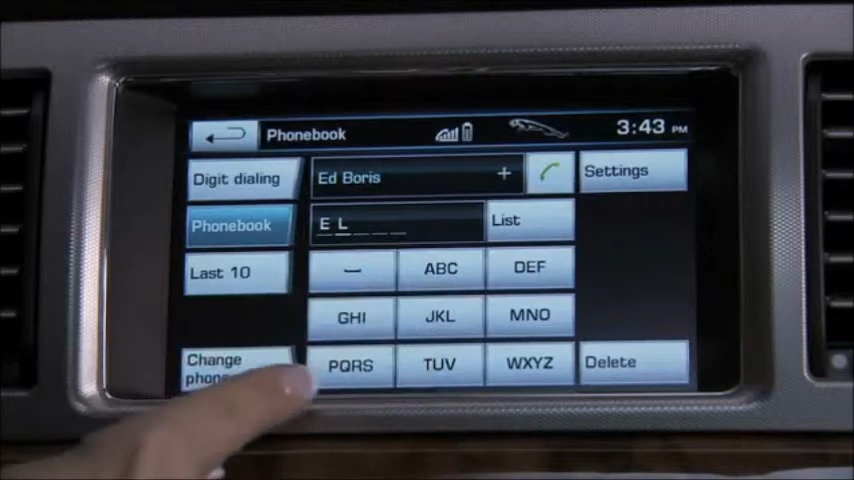 Phonebook
3:43 PM
Digit dialing
Ed Boris
+
Settings
Phonebook
E L
List
Last 10
ABC
DEF
GHI
JKL
MNO
Change
phone
PQRS
TUV
WXYZ
Delete